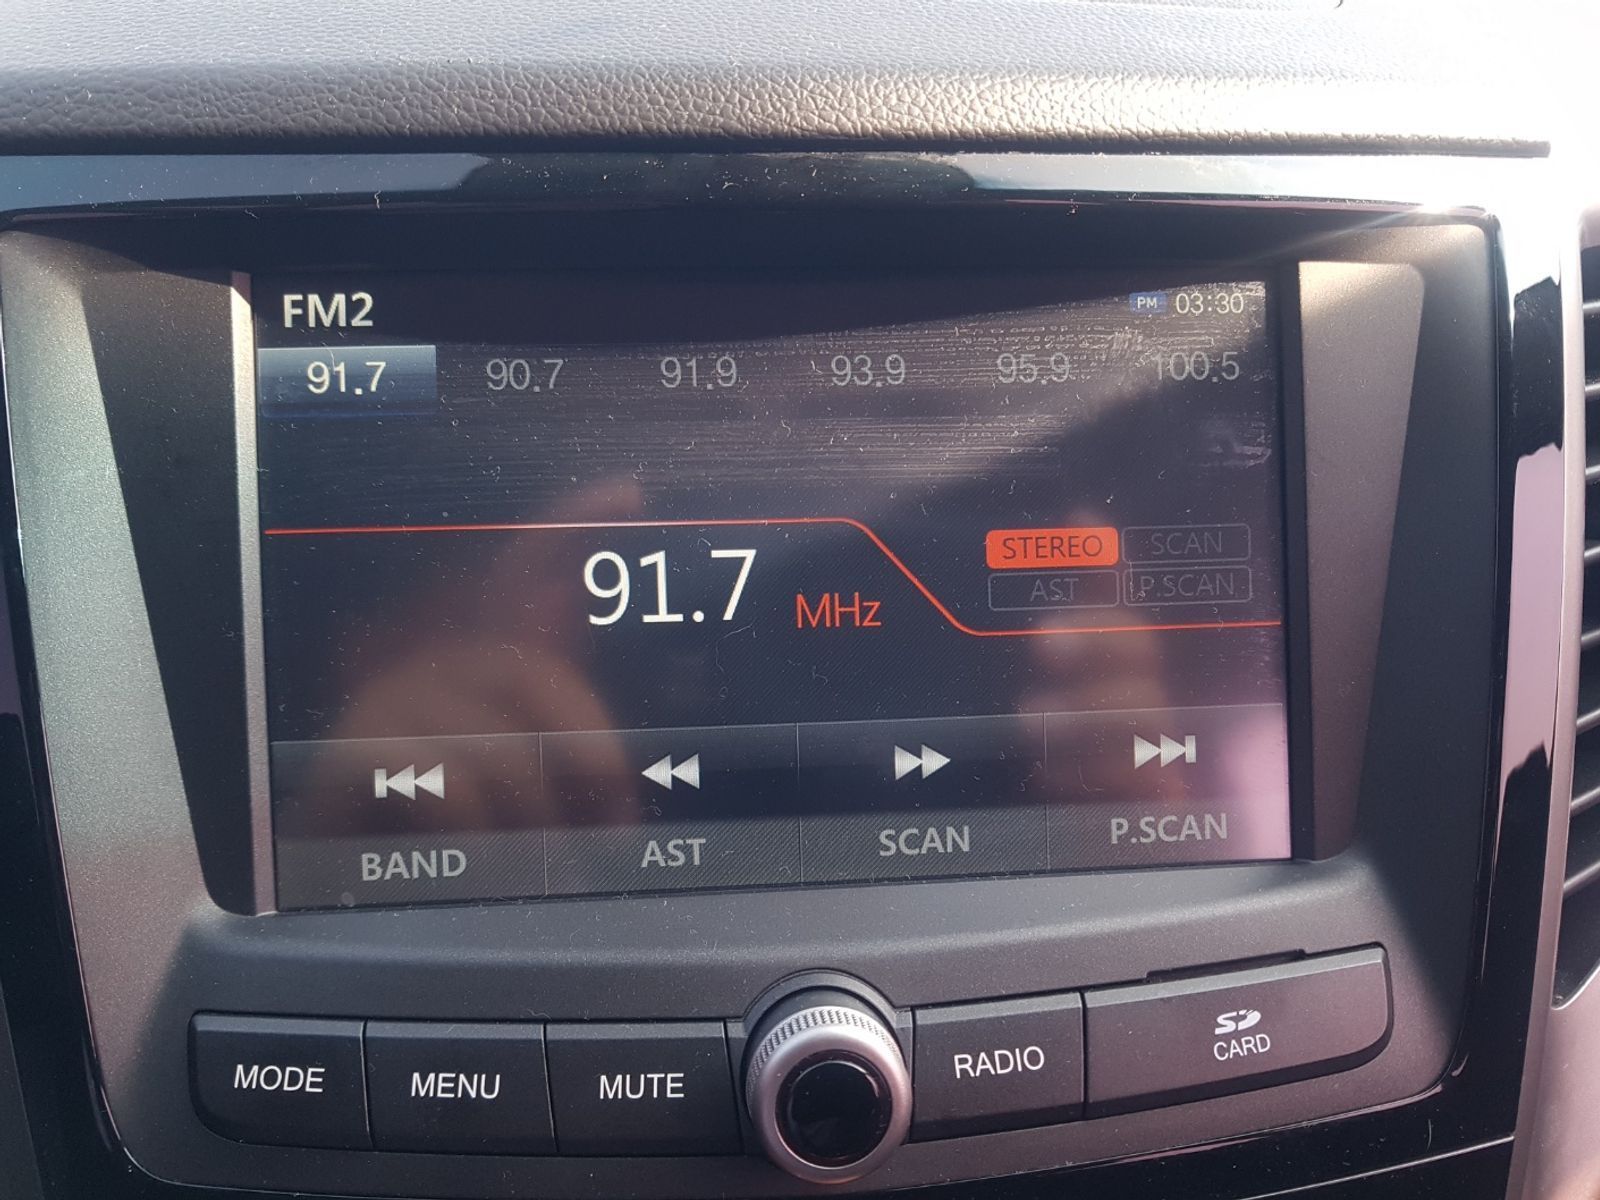 FM2 PM 03:30
91.7 90.7 91.9 93.9 95.9 100.5
91.7 MHz
STEREO SCAN
AST P.SCAN
BAND AST SCAN P.SCAN
MODE MENU MUTE RADIO SD CARD